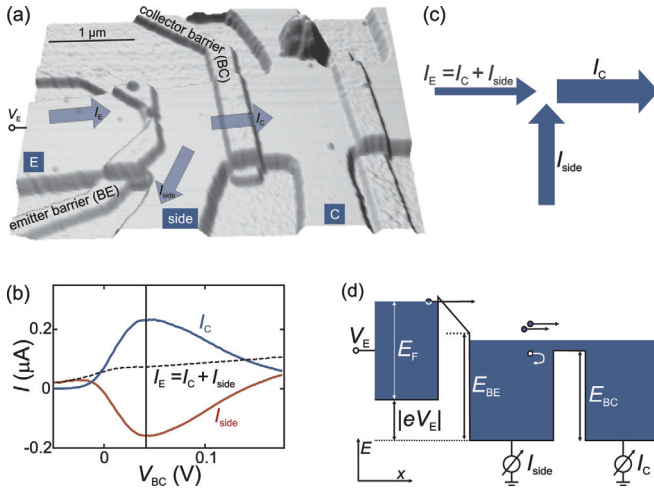 (a)
1 μm
collector barrier (BC)
V_E
I_E
I_C
E
I_side
emitter barrier (BE)
side
C
(c)
I_E = I_C + I_side
I_C
I_side
(b)
0.2
0
-0.2
I (μA)
I_C
I_E = I_C + I_side
I_side
0
0.1
V_BC (V)
(d)
V_E
E_F
|eV_E|
E_BE
E_BC
E
x
I_side
I_C